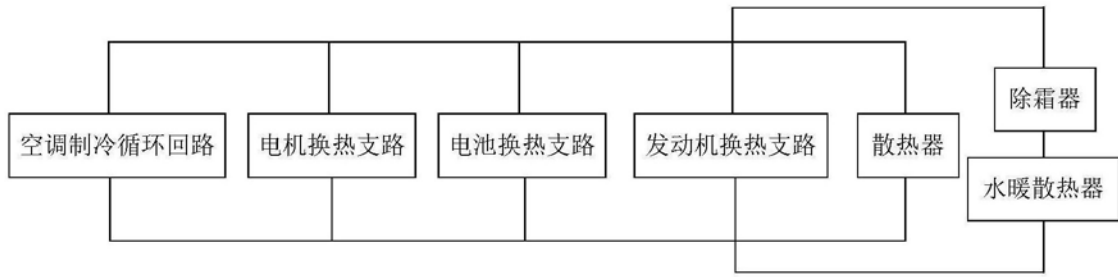 空调制冷循环回路
电机换热支路
电池换热支路
发动机换热支路
散热器
除霜器
水暖散热器